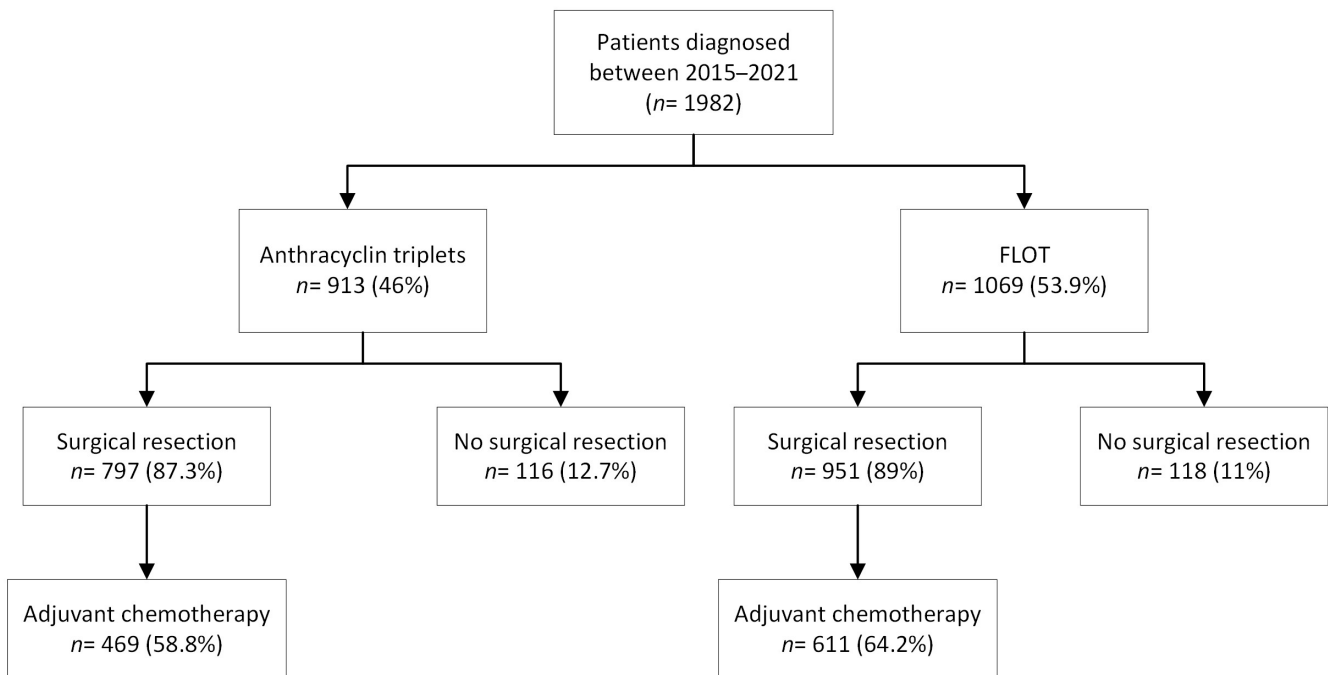 Patients diagnosed
between 2015–2021
(n= 1982)
Anthracyclin triplets
n= 913 (46%)
FLOT
n= 1069 (53.9%)
Surgical resection
n= 797 (87.3%)
No surgical resection
n= 116 (12.7%)
Surgical resection
n= 951 (89%)
No surgical resection
n= 118 (11%)
Adjuvant chemotherapy
n= 469 (58.8%)
Adjuvant chemotherapy
n= 611 (64.2%)